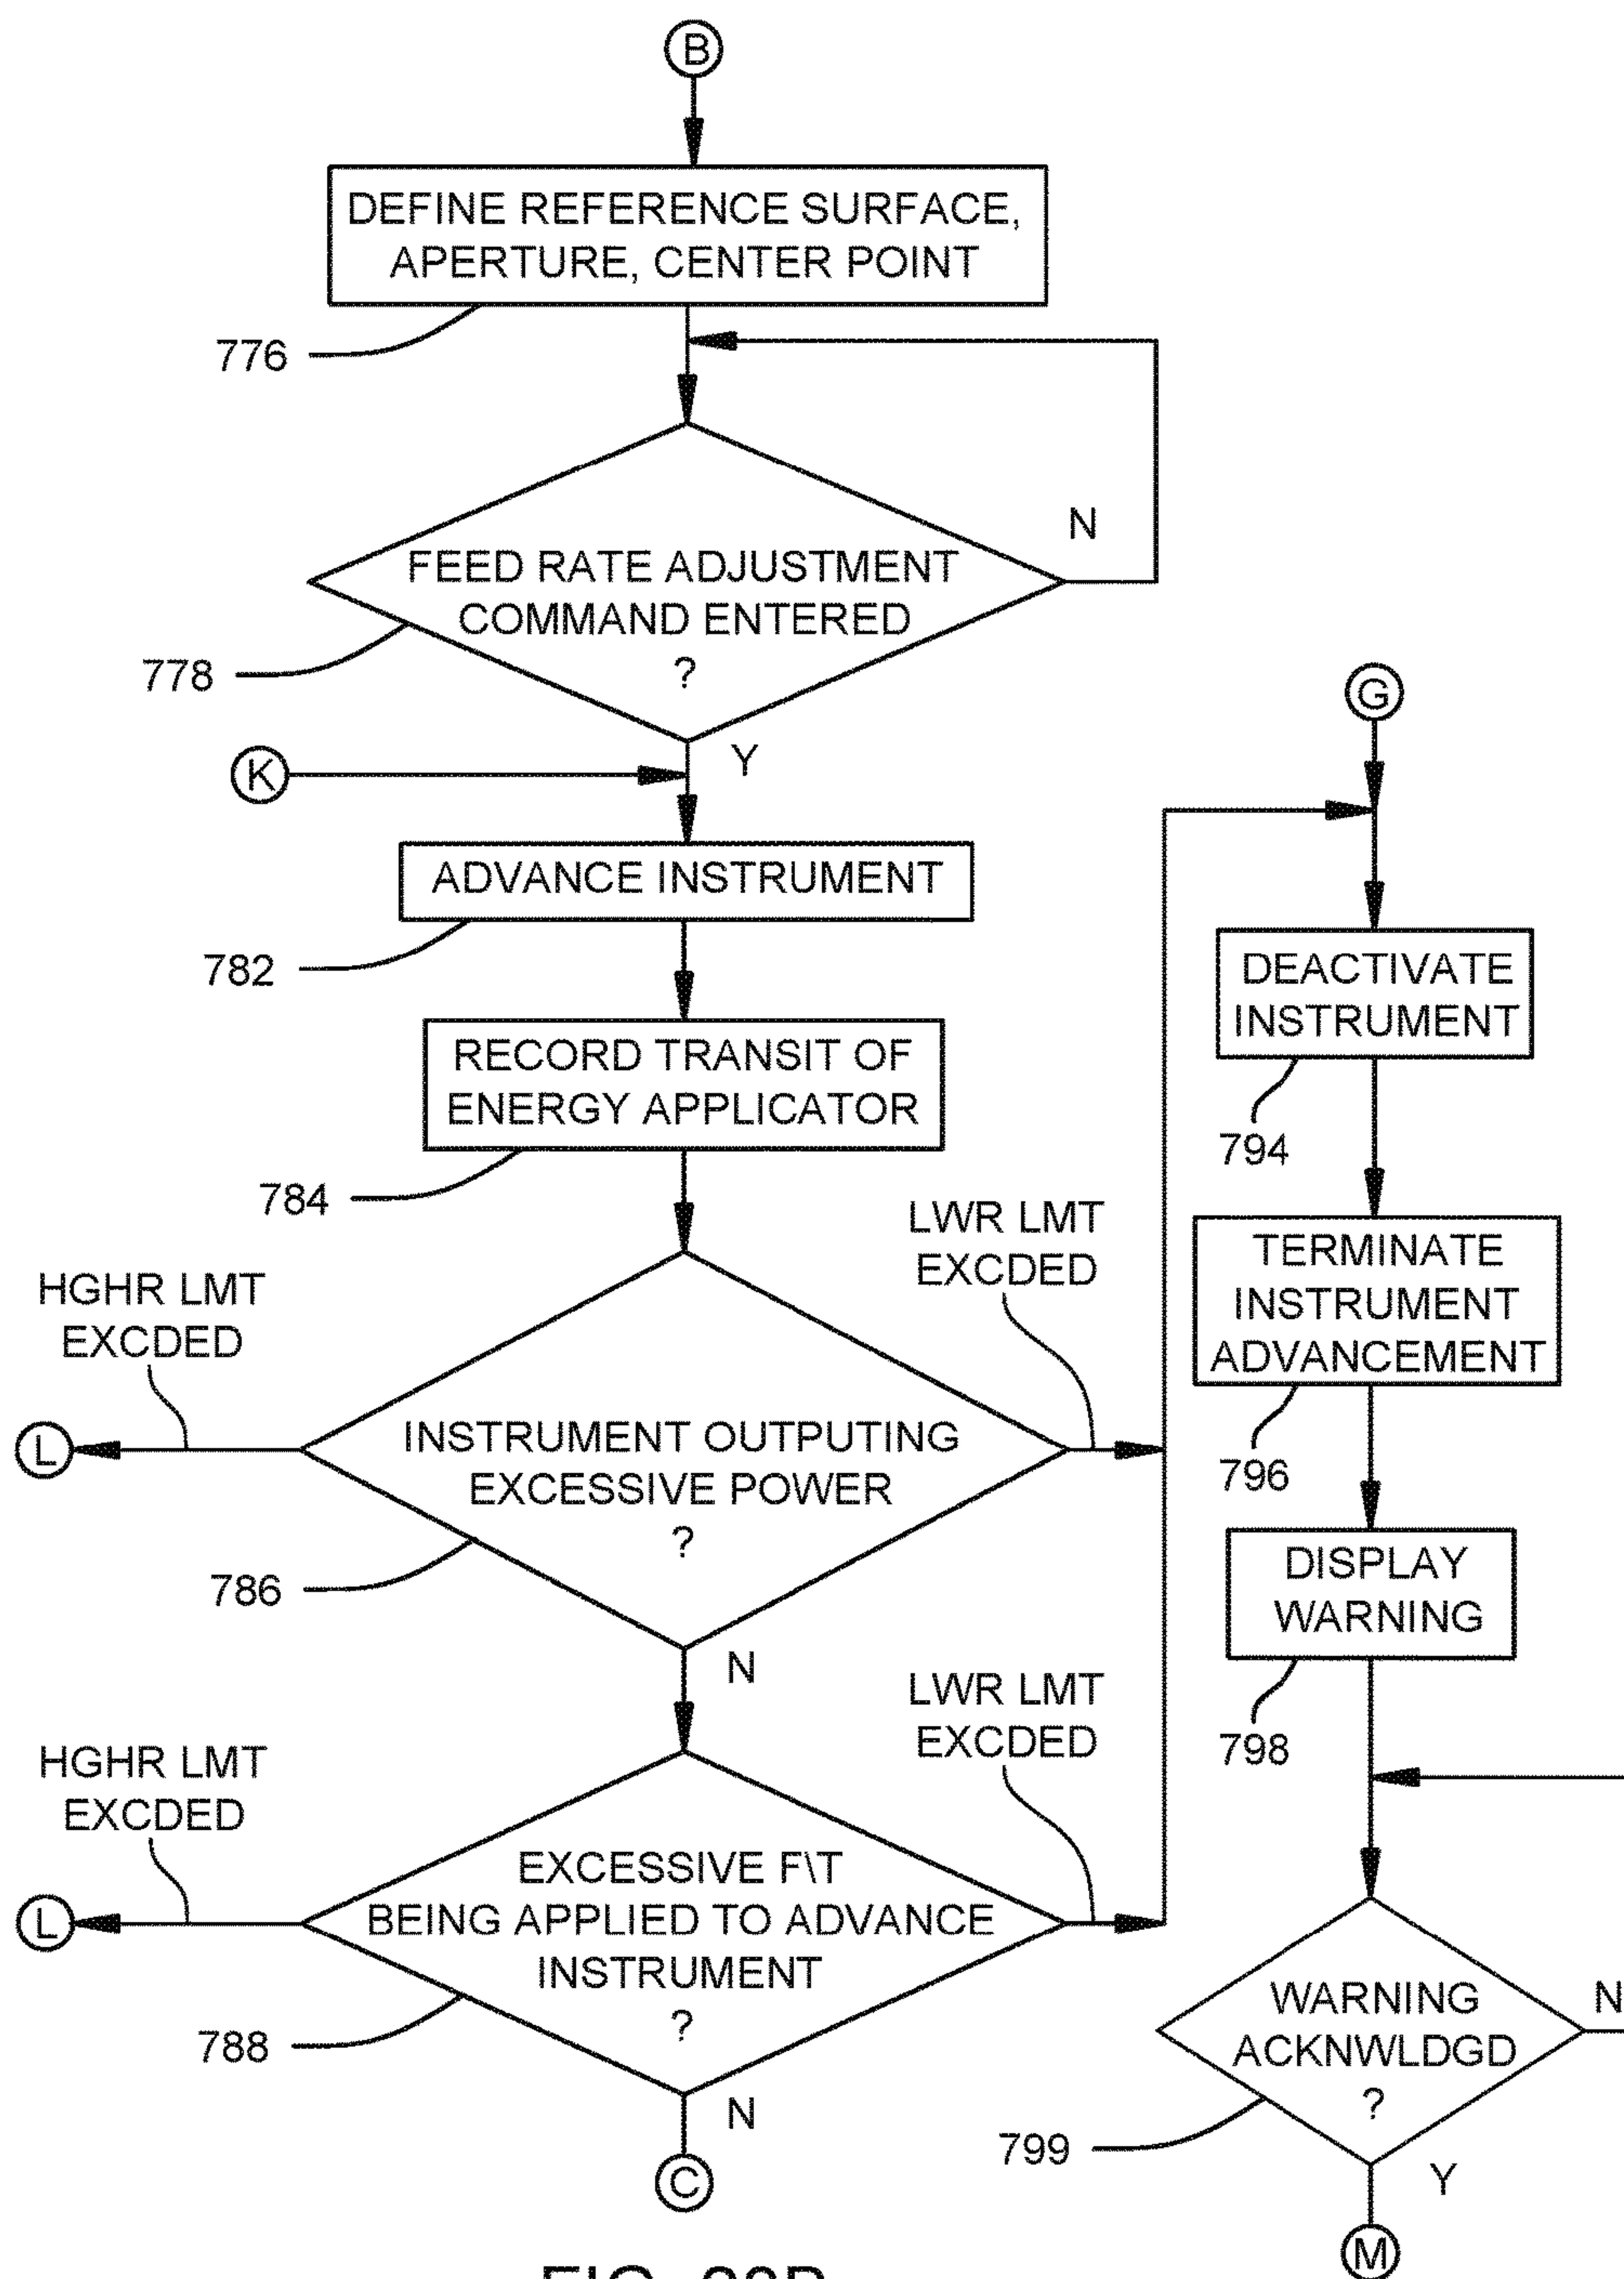 B
DEFINE REFERENCE SURFACE,
APERTURE, CENTER POINT
776
FEED RATE ADJUSTMENT
COMMAND ENTERED
?
N
778
Y
K
ADVANCE INSTRUMENT
782
RECORD TRANSIT OF
ENERGY APPLICATOR
784
HGHR LMT
EXCDED
LWR LMT
EXCDED
L
INSTRUMENT OUTPUTING
EXCESSIVE POWER
?
786
N
HGHR LMT
EXCDED
LWR LMT
EXCDED
L
EXCESSIVE F\T
BEING APPLIED TO ADVANCE
INSTRUMENT
?
788
N
C
G
DEACTIVATE
INSTRUMENT
794
TERMINATE
INSTRUMENT
ADVANCEMENT
796
DISPLAY
WARNING
798
WARNING
ACKNWLDGD
?
N
799
Y
M